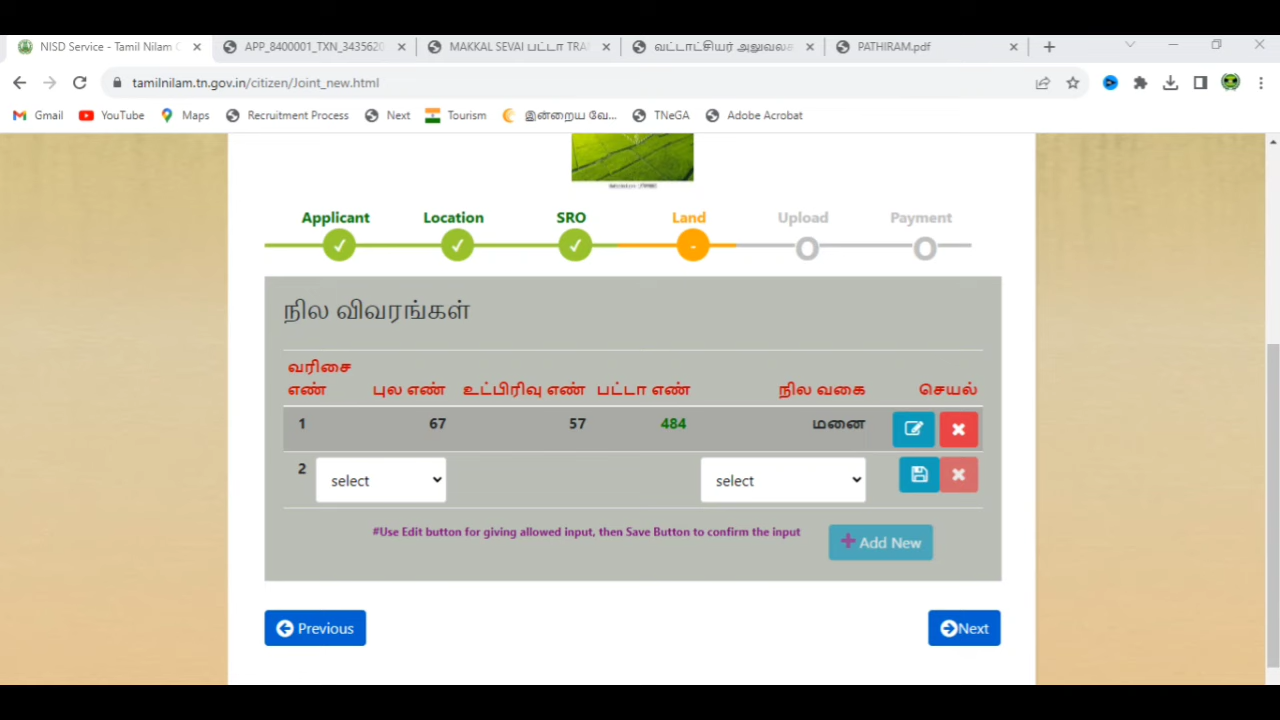 NISD Service - Tamil Nilam C
APP_8400001_TXN_3435620
MAKKAL SEVAI பட்டா TRAN
வட்டாட்சியர் அலுவலக
PATHIRAM.pdf
tamilnilam.tn.gov.in/citizen/Joint_new.html
Gmail
YouTube
Maps
Recruitment Process
Next
Tourism
இன்றைய வே...
TNeGA
Adobe Acrobat
Applicant Location SRO Land Upload Payment
நில விவரங்கள்
வரிசை எண் புல எண் உட்பிரிவு எண் பட்டா எண் நில வகை செயல்
1 67 57 484 மனை
2 select select
#Use Edit button for giving allowed input, then Save Button to confirm the input
Add New
Previous
Next